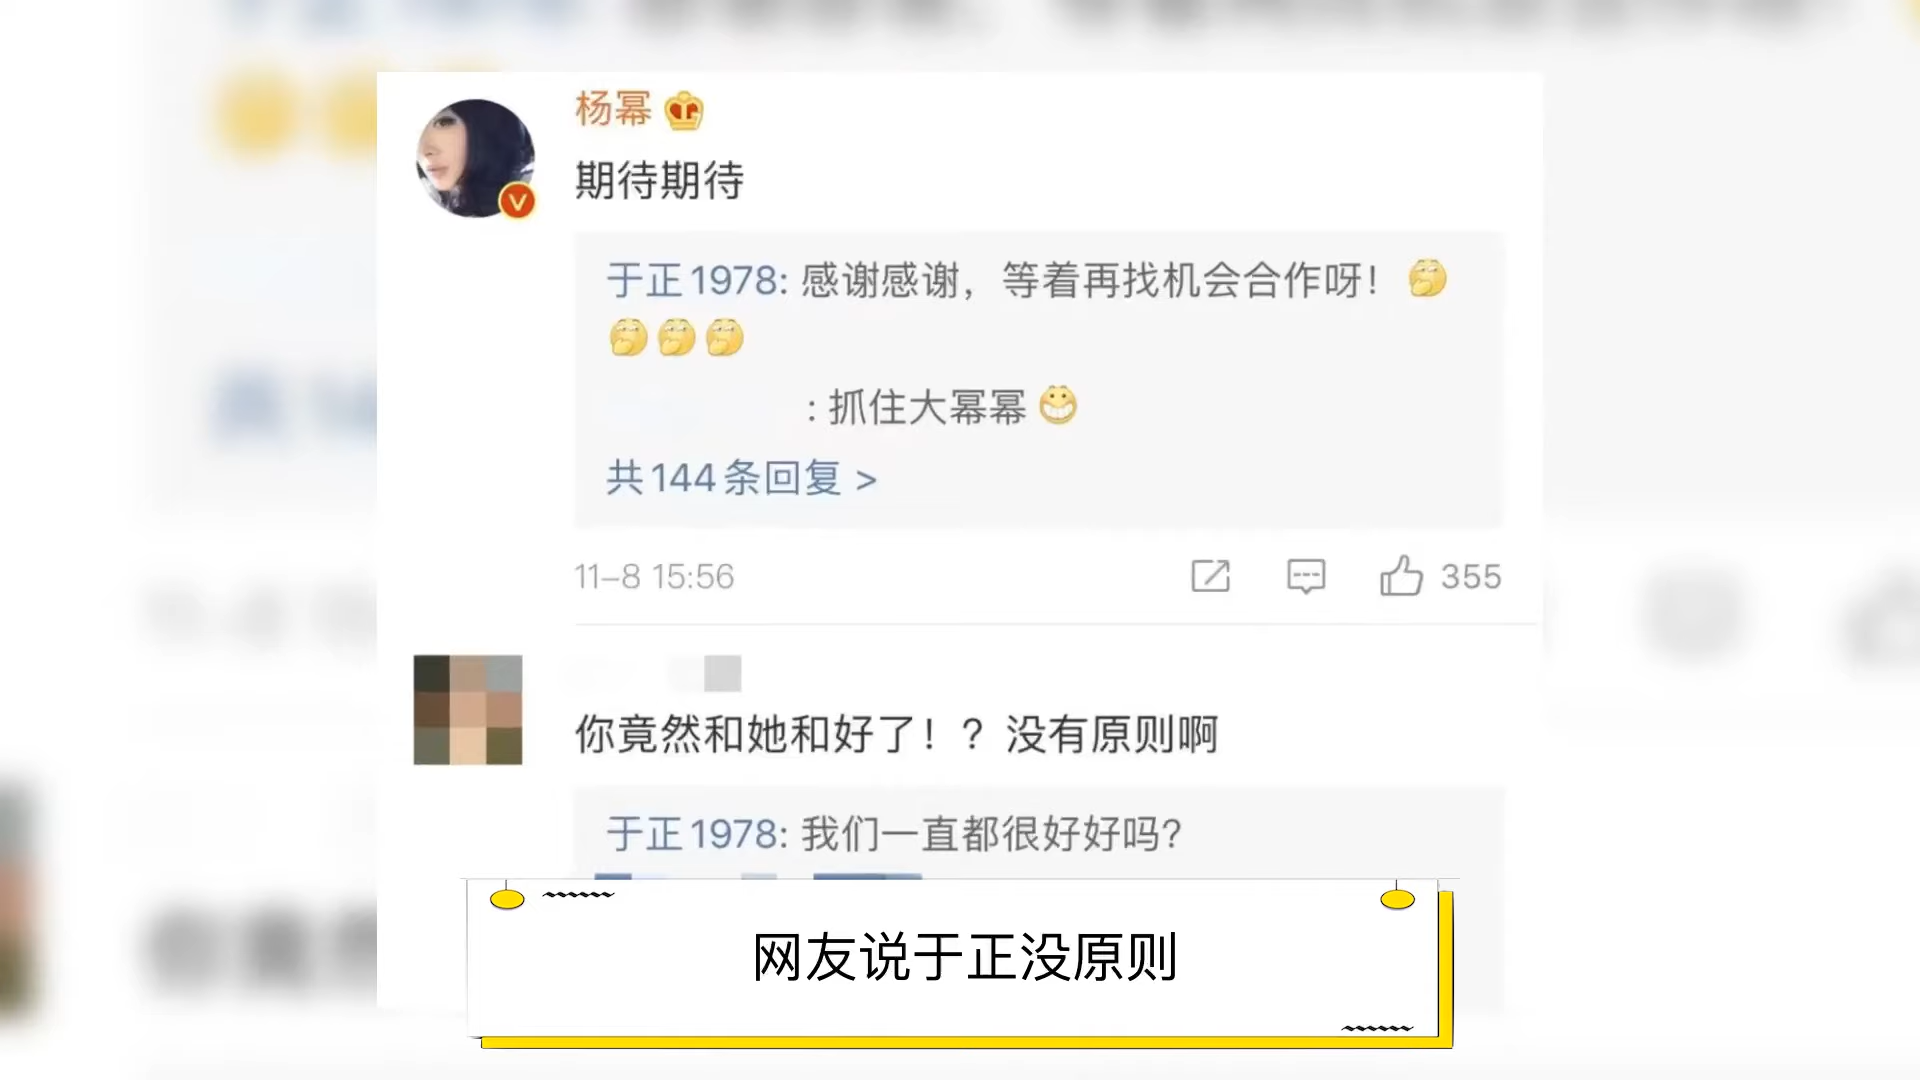 杨幂
期待期待
于正1978: 感谢感谢，等着再找机会合作呀！
: 抓住大幂幂
共144条回复 >
11-8 15:56
355
你竟然和她和好了！？没有原则啊
于正1978: 我们一直都很好好吗？
网友说于正没原则